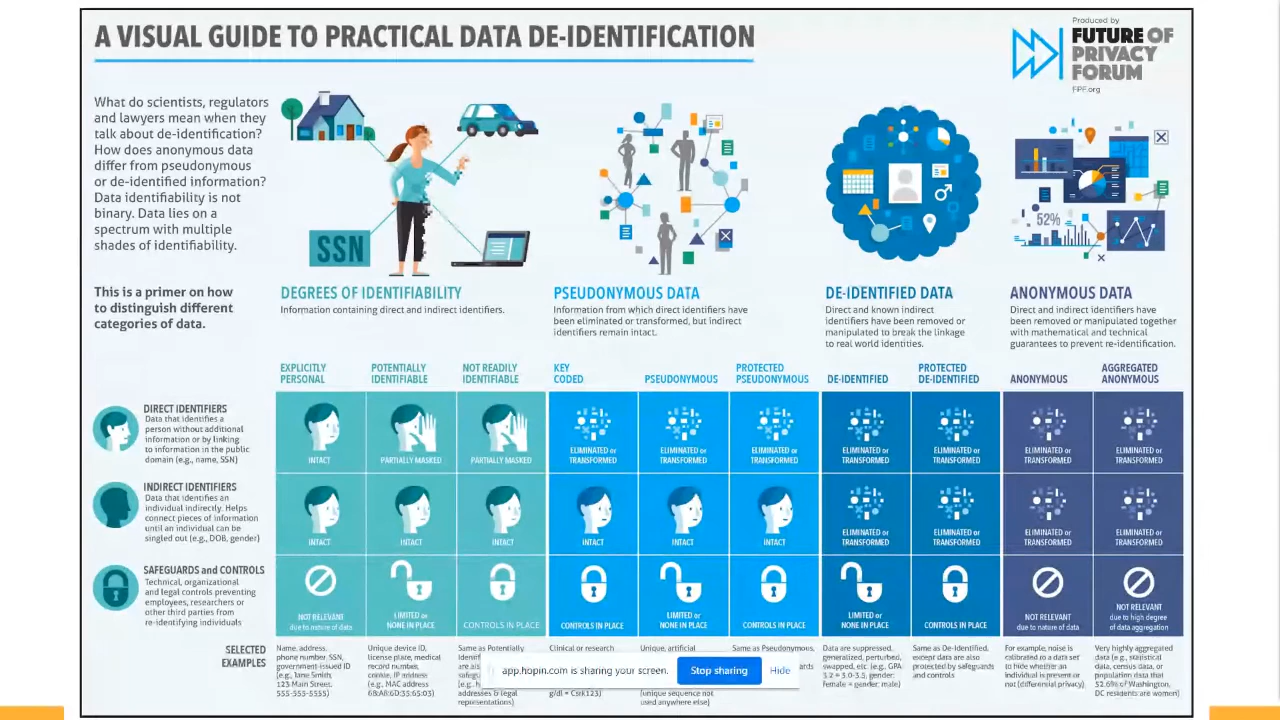 A VISUAL GUIDE TO PRACTICAL DATA DE-IDENTIFICATION
Produced by
FUTURE OF
PRIVACY
FORUM
FPF.org
What do scientists, regulators
and lawyers mean when they
talk about de-identification?
How does anonymous data
differ from pseudonymous
or de-identified information?
Data identifiability is not
binary. Data lies on a
spectrum with multiple
shades of identifiability.
This is a primer on how
to distinguish different
categories of data.
SSN
52%
DEGREES OF IDENTIFIABILITY
Information containing direct and indirect identifiers.
PSEUDONYMOUS DATA
Information from which direct identifiers have
been eliminated or transformed, but indirect
identifiers remain intact.
DE-IDENTIFIED DATA
Direct and known indirect
identifiers have been removed or
manipulated to break the linkage
to real world identities.
ANONYMOUS DATA
Direct and indirect identifiers have
been removed or manipulated together
with mathematical and technical
guarantees to prevent re-identification.
EXPLICITLY
PERSONAL
POTENTIALLY
IDENTIFIABLE
NOT READILY
IDENTIFIABLE
KEY
CODED
PSEUDONYMOUS
PROTECTED
PSEUDONYMOUS
DE-IDENTIFIED
PROTECTED
DE-IDENTIFIED
ANONYMOUS
AGGREGATED
ANONYMOUS
DIRECT IDENTIFIERS
Data that identifies a
person without additional
information or by linking
to information in the public
domain (e.g., name, SSN)
INTACT
PARTIALLY MASKED
PARTIALLY MASKED
ELIMINATED or
TRANSFORMED
ELIMINATED or
TRANSFORMED
ELIMINATED or
TRANSFORMED
ELIMINATED or
TRANSFORMED
ELIMINATED or
TRANSFORMED
ELIMINATED or
TRANSFORMED
ELIMINATED or
TRANSFORMED
INDIRECT IDENTIFIERS
Data that identifies an
individual indirectly. Helps
connect pieces of information
until an individual can be
singled out (e.g., DOB, gender)
INTACT
INTACT
INTACT
INTACT
INTACT
INTACT
ELIMINATED or
TRANSFORMED
ELIMINATED or
TRANSFORMED
ELIMINATED or
TRANSFORMED
ELIMINATED or
TRANSFORMED
SAFEGUARDS and CONTROLS
Technical, organizational
and legal controls preventing
employees, researchers or
other third parties from
re-identifying individuals
NOT RELEVANT
due to nature of data
LIMITED or
NONE IN PLACE
CONTROLS IN PLACE
CONTROLS IN PLACE
LIMITED or
NONE IN PLACE
CONTROLS IN PLACE
LIMITED or
NONE IN PLACE
CONTROLS IN PLACE
NOT RELEVANT
due to nature of data
NOT RELEVANT
due to high degree
of data aggregation
SELECTED
EXAMPLES
Name, address,
phone number, SSN,
government-issued ID
(e.g., Jane Smith,
123 Main Street,
555-555-5555)
Unique device ID,
license plate, medical
record number,
cookie, IP address
(e.g., MAC address
68:A8:6D:35:65:03)
Same as Potentially
addresses & legal
representations)
Clinical or research
g/dl = Csrk123)
Unique, artificial
(unique sequence not
used anywhere else)
Same as Pseudonymous,
Data are suppressed,
generalized, perturbed,
swapped, etc. (e.g., GPA:
3.2 = 3.0-3.5, gender:
female = gender: male)
Same as De-Identified,
except data are also
protected by safeguards
and controls
For example, noise is
calibrated to a data set
to hide whether an
individual is present or
not (differential privacy)
Very highly aggregated
data (e.g., statistical
data, census data, or
population data that
52.6% of Washington,
DC residents are women)
app.hopin.com is sharing your screen.
Stop sharing
Hide